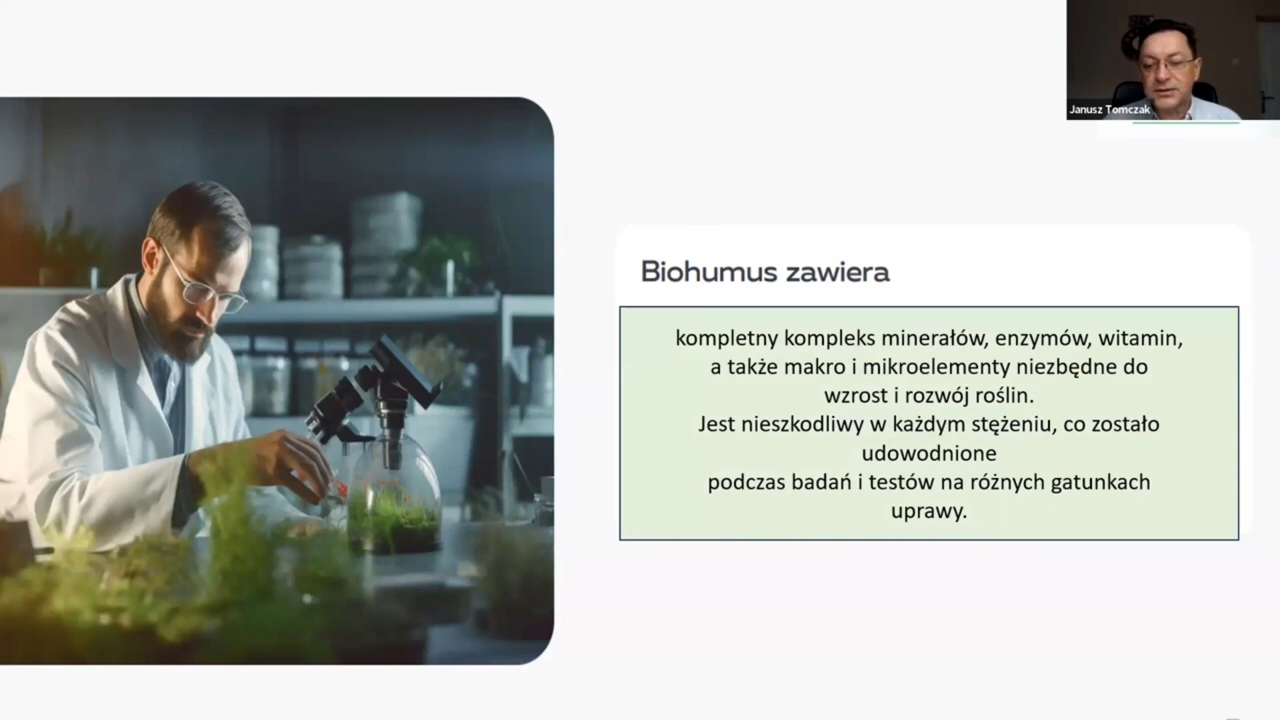 Janusz Tomczak
Biohumus zawiera
kompletny kompleks minerałów, enzymów, witamin,
a także makro i mikroelementy niezbędne do
wzrost i rozwój roślin.
Jest nieszkodliwy w każdym stężeniu, co zostało
udowodnione
podczas badań i testów na różnych gatunkach
uprawy.